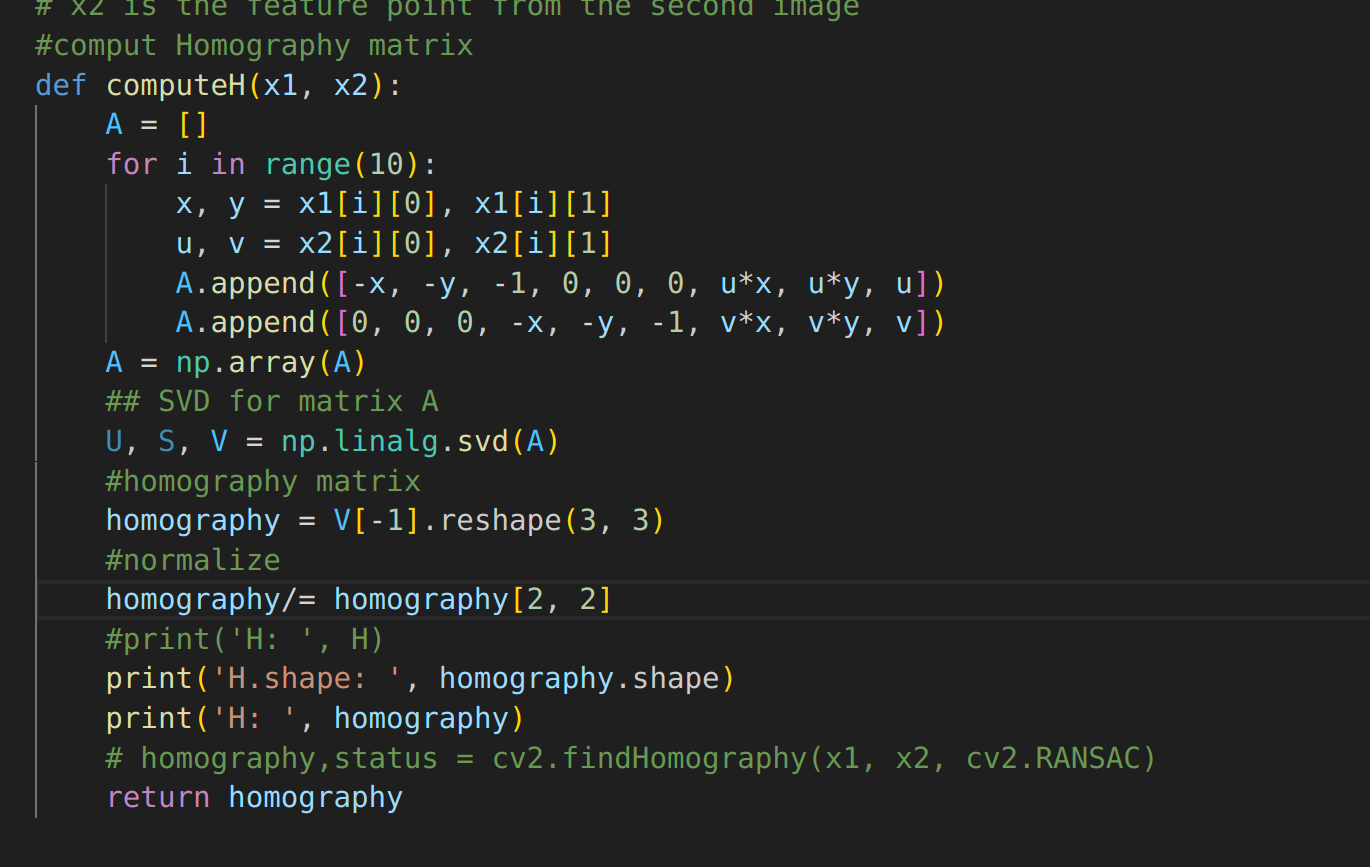 # x2 is the feature point from the second image
#comput Homography matrix
def computeH(x1, x2):
    A = []
    for i in range(10):
        x, y = x1[i][0], x1[i][1]
        u, v = x2[i][0], x2[i][1]
        A.append([-x, -y, -1, 0, 0, 0, u*x, u*y, u])
        A.append([0, 0, 0, -x, -y, -1, v*x, v*y, v])
    A = np.array(A)
    ## SVD for matrix A
    U, S, V = np.linalg.svd(A)
    #homography matrix
    homography = V[-1].reshape(3, 3)
    #normalize
    homography/= homography[2, 2]
    #print('H: ', H)
    print('H.shape: ', homography.shape)
    print('H: ', homography)
    # homography,status = cv2.findHomography(x1, x2, cv2.RANSAC)
    return homography